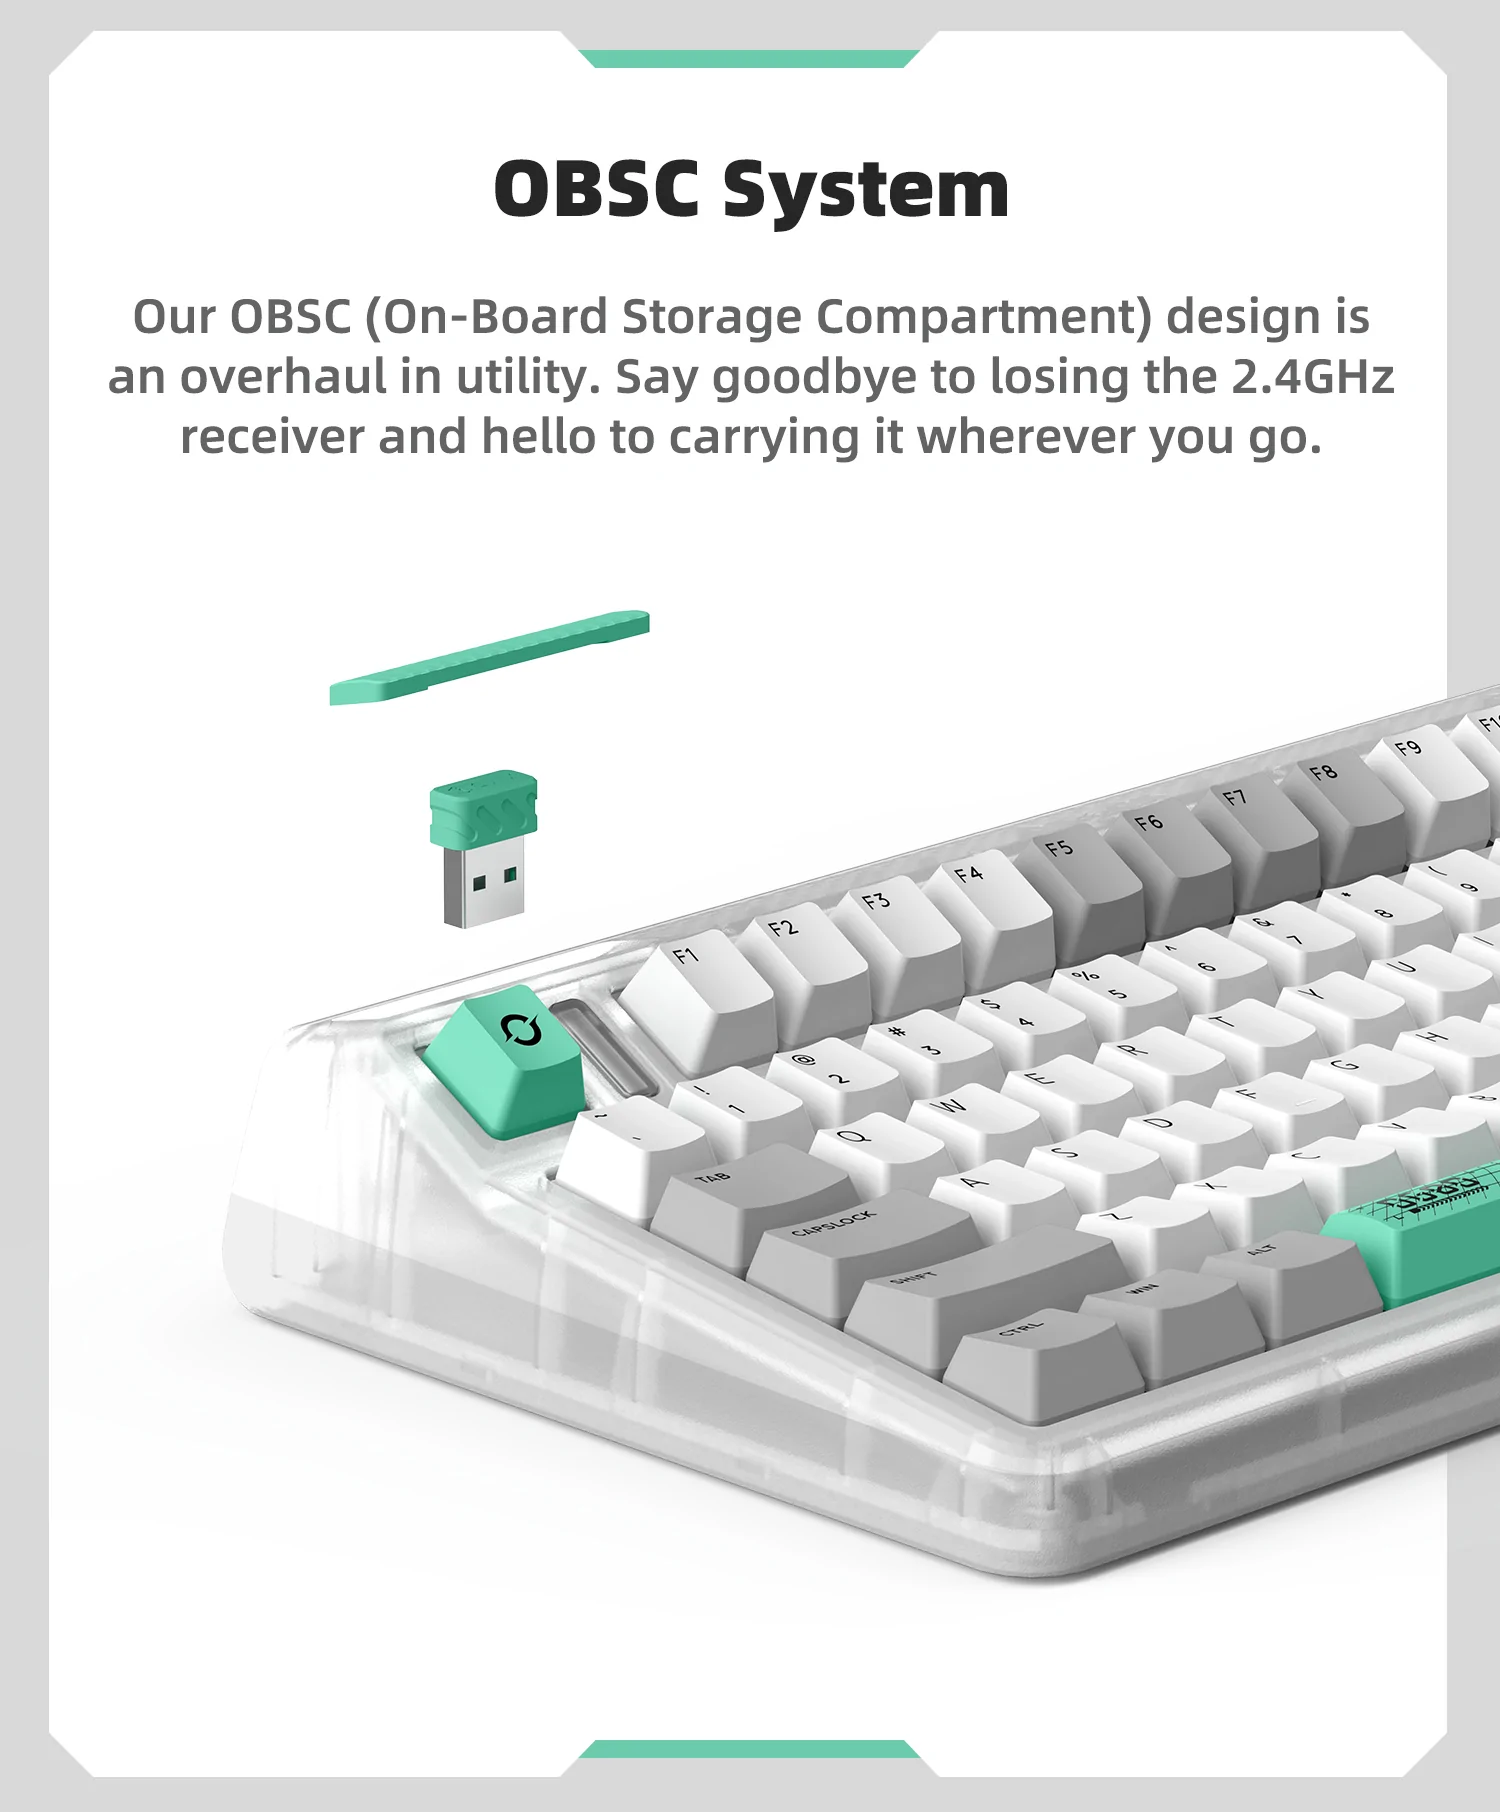 OBSC System
Our OBSC (On-Board Storage Compartment) design is
an overhaul in utility. Say goodbye to losing the 2.4GHz
receiver and hello to carrying it wherever you go.
F1 F2 F3 F4 F5 F6 F7 F8 F9
~ ! @ # $ % ^ & * (
` 1 2 3 4 5 6 7 8 9
TAB Q W E R T Y U I
CAPSLOCK A S D F G H
SHIFT Z X C V B
CTRL WIN ALT